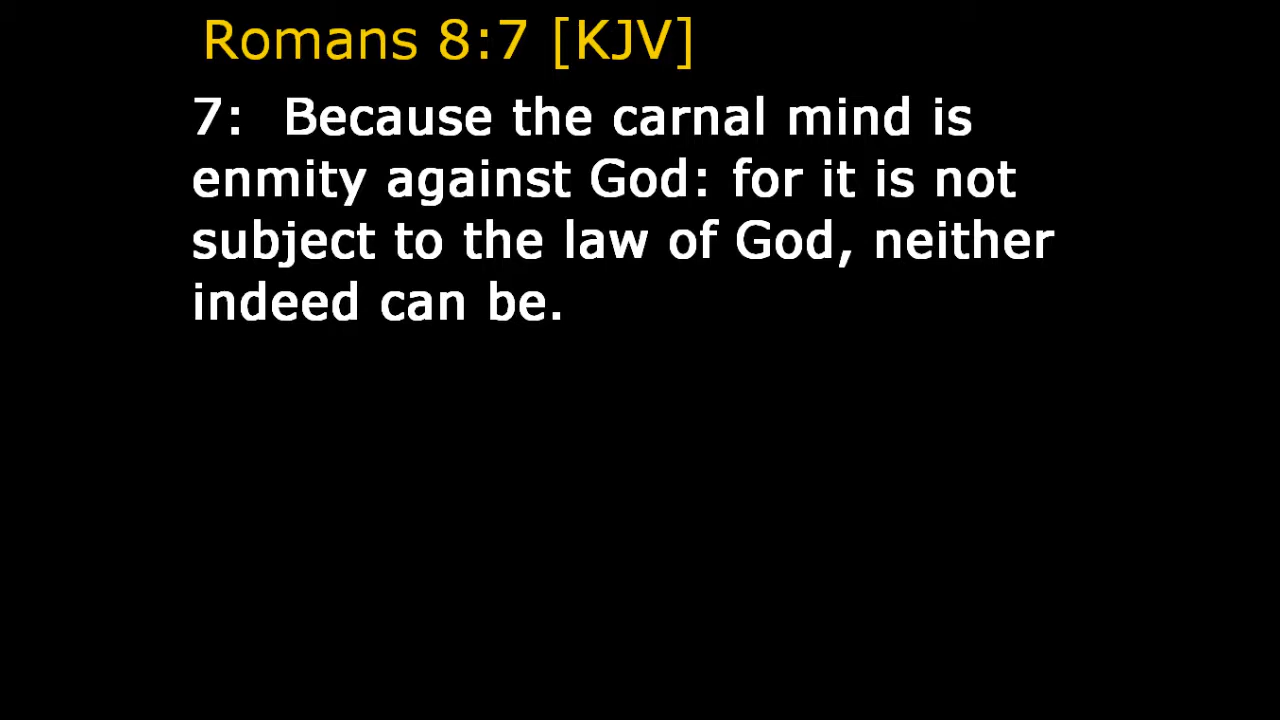 Romans 8:7 [KJV]
7: Because the carnal mind is
enmity against God: for it is not
subject to the law of God, neither
indeed can be.